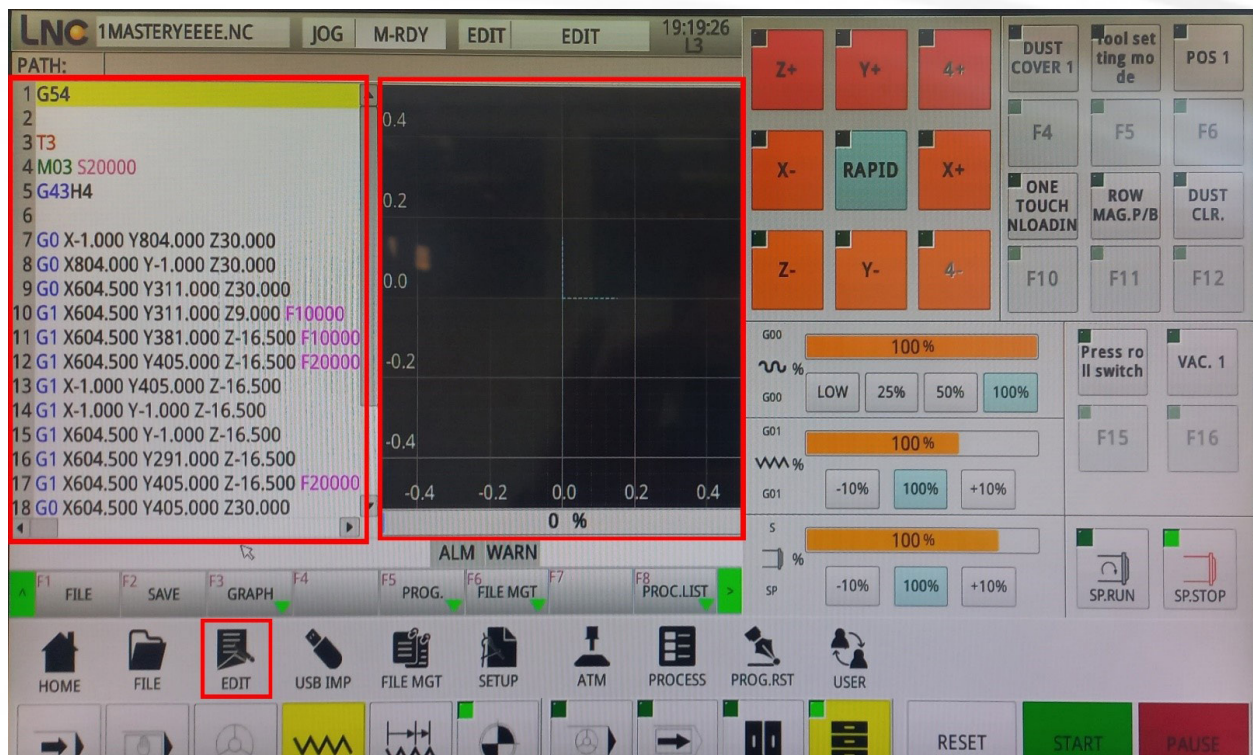 LNC 1MASTERYEEEE.NC JOG M-RDY EDIT EDIT 19:19:26
L3
PATH:
1 G54
2
3 T3
4 M03 S20000
5 G43H4
6
7 G0 X-1.000 Y804.000 Z30.000
8 G0 X804.000 Y-1.000 Z30.000
9 G0 X604.500 Y311.000 Z30.000
10 G1 X604.500 Y311.000 Z9.000 F10000
11 G1 X604.500 Y381.000 Z-16.500 F10000
12 G1 X604.500 Y405.000 Z-16.500 F20000
13 G1 X-1.000 Y405.000 Z-16.500
14 G1 X-1.000 Y-1.000 Z-16.500
15 G1 X604.500 Y-1.000 Z-16.500
16 G1 X604.500 Y291.000 Z-16.500
17 G1 X604.500 Y405.000 Z-16.500 F20000
18 G0 X604.500 Y405.000 Z30.000
0.4
0.2
0.0
-0.2
-0.4
-0.4 -0.2 0.0 0.2 0.4
0 %
ALM WARN
F1 FILE F2 SAVE F3 GRAPH F4 F5 PROG. F6 FILE MGT F7 F8 PROC.LIST >
Z+ Y+ 4+
X- RAPID X+
Z- Y- 4-
DUST
COVER 1
Tool set
ting mo
de
POS 1
F4 F5 F6
ONE
TOUCH
NLOADIN
ROW
MAG.P/B
DUST
CLR.
F10 F11 F12
G00
100 %
%
G00 LOW 25% 50% 100%
G01
100 %
%
G01 -10% 100% +10%
S
100 %
%
SP -10% 100% +10%
Press ro
ll switch
VAC. 1
F15 F16
SP.RUN SP.STOP
HOME FILE EDIT USB IMP FILE MGT SETUP ATM PROCESS PROG.RST USER
RESET START PAUSE